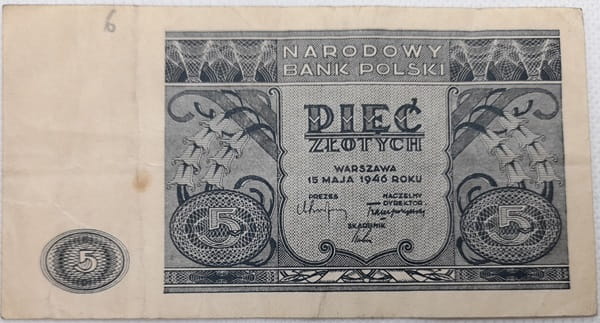 6
NARODOWY
BANK POLSKI
PIĘĆ
ZŁOTYCH
WARSZAWA
15 MAJA 1946 ROKU
PREZES
NACZELNY
DYREKTOR
SKARBNIK
5
5
5